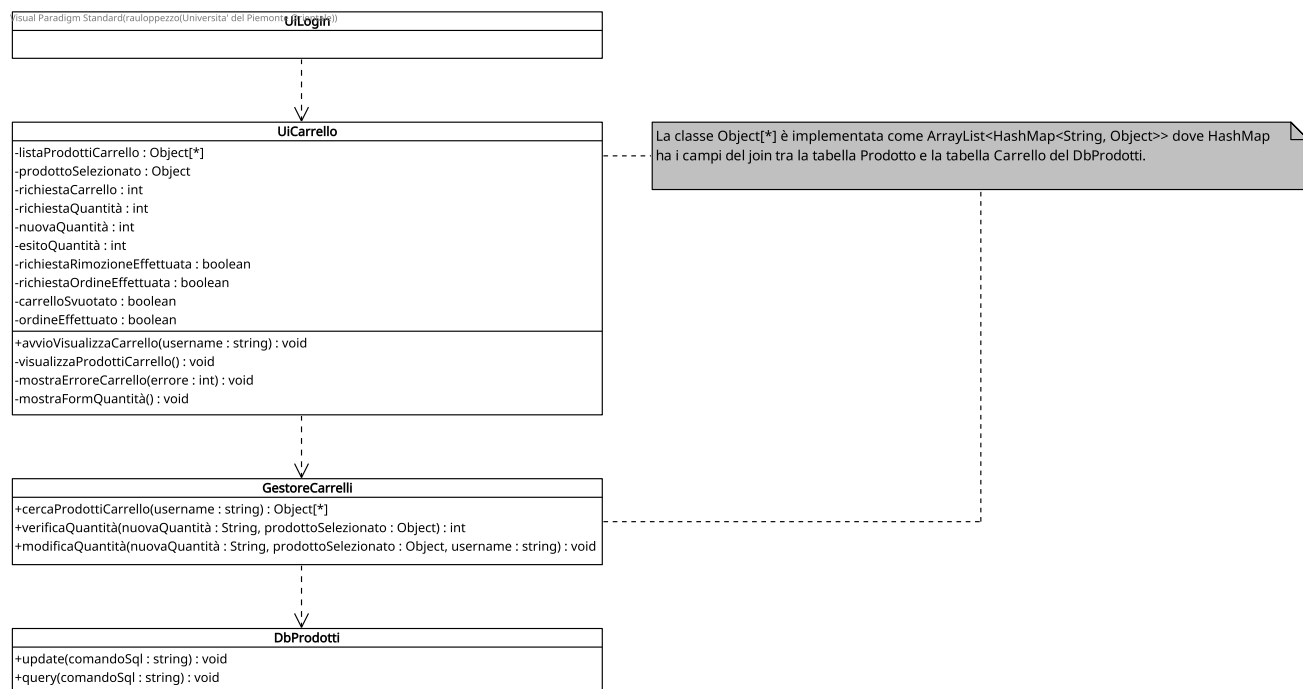 Visual Paradigm Standard(rauloppezzo(Universita' del Piemonte Orientale))
UiLogin
UiCarrello
-listaProdottiCarrello : Object[*]
-prodottoSelezionato : Object
-richiestaCarrello : int
-richiestaQuantità : int
-nuovaQuantità : int
-esitoQuantità : int
-richiestaRimozioneEffettuata : boolean
-richiestaOrdineEffettuata : boolean
-carrelloSvuotato : boolean
-ordineEffettuato : boolean
+avvioVisualizzaCarrello(username : string) : void
-visualizzaProdottiCarrello() : void
-mostraErroreCarrello(errore : int) : void
-mostraFormQuantità() : void
La classe Object[*] è implementata come ArrayList<HashMap<String, Object>> dove HashMap
ha i campi del join tra la tabella Prodotto e la tabella Carrello del DbProdotti.
GestoreCarrelli
+cercaProdottiCarrello(username : string) : Object[*]
+verificaQuantità(nuovaQuantità : String, prodottoSelezionato : Object) : int
+modificaQuantità(nuovaQuantità : String, prodottoSelezionato : Object, username : string) : void
DbProdotti
+update(comandoSql : string) : void
+query(comandoSql : string) : void